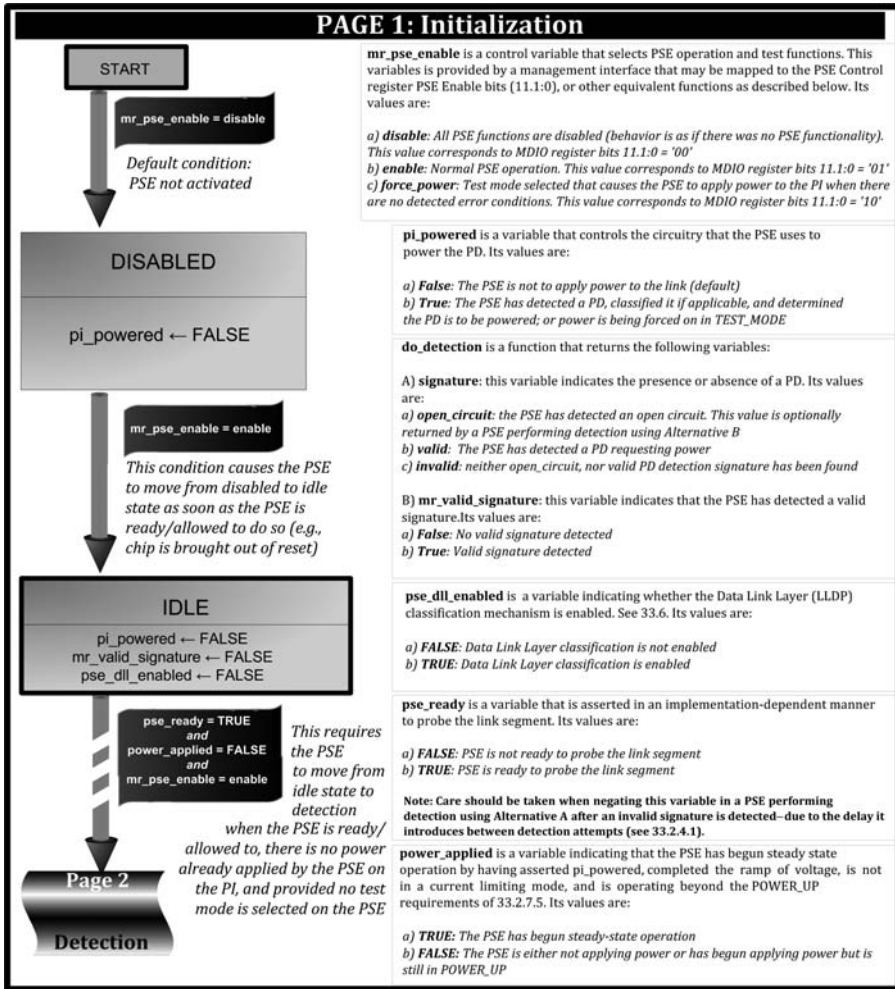 PAGE 1: Initialization
START
mr_pse_enable = disable
Default condition:
PSE not activated
DISABLED
pi_powered ← FALSE
mr_pse_enable = enable
This condition causes the PSE
to move from disabled to idle
state as soon as the PSE is
ready/allowed to do so (e.g.,
chip is brought out of reset)
IDLE
pi_powered ← FALSE
mr_valid_signature ← FALSE
pse_dll_enabled ← FALSE
pse_ready = TRUE
and
power_applied = FALSE
and
mr_pse_enable = enable
This requires
the PSE
to move from
idle state to
detection
when the PSE is ready/
allowed to, there is no power
already applied by the PSE on
the PI, and provided no test
mode is selected on the PSE
Page 2
Detection
mr_pse_enable is a control variable that selects PSE operation and test functions. This
variables is provided by a management interface that may be mapped to the PSE Control
register PSE Enable bits (11.1:0), or other equivalent functions as described below. Its
values are:
a) disable: All PSE functions are disabled (behavior is as if there was no PSE functionality).
This value corresponds to MDIO register bits 11.1:0 = '00'
b) enable: Normal PSE operation. This value corresponds to MDIO register bits 11.1:0 = '01'
c) force_power: Test mode selected that causes the PSE to apply power to the PI when there
are no detected error conditions. This value corresponds to MDIO register bits 11.1:0 = '10'
pi_powered is a variable that controls the circuitry that the PSE uses to
power the PD. Its values are:
a) False: The PSE is not to apply power to the link (default)
b) True: The PSE has detected a PD, classified it if applicable, and determined
the PD is to be powered; or power is being forced on in TEST_MODE
do_detection is a function that returns the following variables:
A) signature: this variable indicates the presence or absence of a PD. Its values
are:
a) open_circuit: the PSE has detected an open circuit. This value is optionally
returned by a PSE performing detection using Alternative B
b) valid: The PSE has detected a PD requesting power
c) invalid: neither open_circuit, nor valid PD detection signature has been found
B) mr_valid_signature: this variable indicates that the PSE has detected a valid
signature.Its values are:
a) False: No valid signature detected
b) True: Valid signature detected
pse_dll_enabled is a variable indicating whether the Data Link Layer (LLDP)
classification mechanism is enabled. See 33.6. Its values are:
a) FALSE: Data Link Layer classification is not enabled
b) TRUE: Data Link Layer classification is enabled
pse_ready is a variable that is asserted in an implementation-dependent manner
to probe the link segment. Its values are:
a) FALSE: PSE is not ready to probe the link segment
b) TRUE: PSE is ready to probe the link segment
Note: Care should be taken when negating this variable in a PSE performing
detection using Alternative A after an invalid signature is detected–due to the delay it
introduces between detection attempts (see 33.2.4.1).
power_applied is a variable indicating that the PSE has begun steady state
operation by having asserted pi_powered, completed the ramp of voltage, is not
in a current limiting mode, and is operating beyond the POWER_UP
requirements of 33.2.7.5. Its values are:
a) TRUE: The PSE has begun steady-state operation
b) FALSE: The PSE is either not applying power or has begun applying power but is
still in POWER_UP